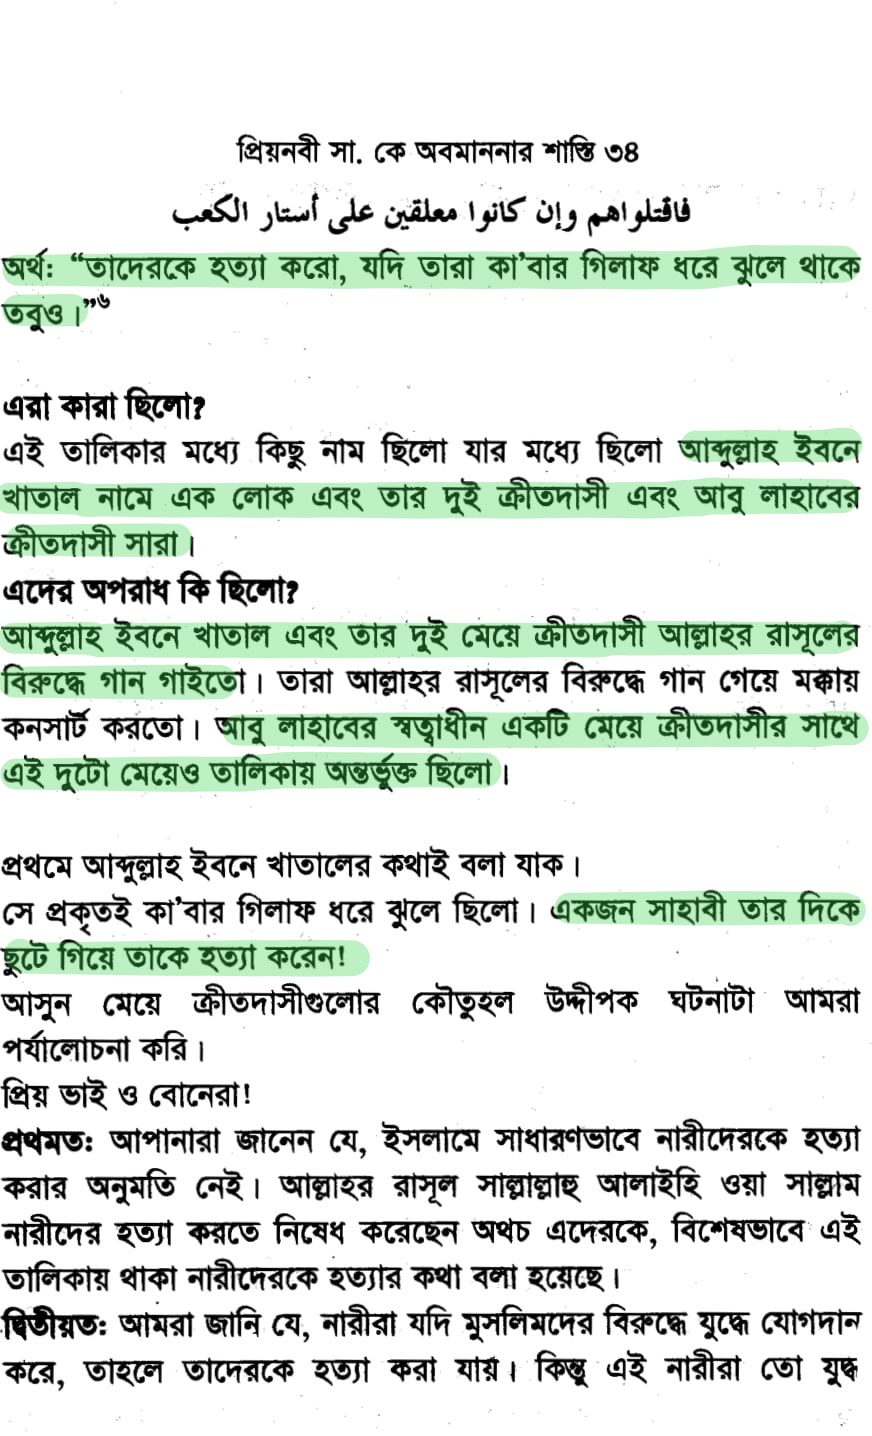 প্রিয়নবী সা. কে অবমাননার শাস্তি ৩৪
فاقتلواهم وإن كانوا معلقين على أستار الكعب
অর্থ: “তাদেরকে হত্যা করো, যদি তারা কা’বার গিলাফ ধরে ঝুলে থাকে
তবুও।”৬
এরা কারা ছিলো?
এই তালিকার মধ্যে কিছু নাম ছিলো যার মধ্যে ছিলো আব্দুল্লাহ ইবনে
খাতাল নামে এক লোক এবং তার দুই ক্রীতদাসী এবং আবু লাহাবের
ক্রীতদাসী সারা।
এদের অপরাধ কি ছিলো?
আব্দুল্লাহ ইবনে খাতাল এবং তার দুই মেয়ে ক্রীতদাসী আল্লাহর রাসূলের
বিরুদ্ধে গান গাইতো। তারা আল্লাহর রাসূলের বিরুদ্ধে গান গেয়ে মক্কায়
কনসার্ট করতো। আবু লাহাবের স্বত্বাধীন একটি মেয়ে ক্রীতদাসীর সাথে
এই দুটো মেয়েও তালিকায় অন্তর্ভুক্ত ছিলো।
প্রথমে আব্দুল্লাহ ইবনে খাতালের কথাই বলা যাক।
সে প্রকৃতই কা’বার গিলাফ ধরে ঝুলে ছিলো। একজন সাহাবী তার দিকে
ছুটে গিয়ে তাকে হত্যা করেন!
আসুন মেয়ে ক্রীতদাসীগুলোর কৌতুহল উদ্দীপক ঘটনাটা আমরা
পর্যালোচনা করি।
প্রিয় ভাই ও বোনেরা!
প্রথমত: আপানারা জানেন যে, ইসলামে সাধারণভাবে নারীদেরকে হত্যা
করার অনুমতি নেই। আল্লাহর রাসূল সাল্লাল্লাহু আলাইহি ওয়া সাল্লাম
নারীদের হত্যা করতে নিষেধ করেছেন অথচ এদেরকে, বিশেষভাবে এই
তালিকায় থাকা নারীদেরকে হত্যার কথা বলা হয়েছে।
দ্বিতীয়ত: আমরা জানি যে, নারীরা যদি মুসলিমদের বিরুদ্ধে যুদ্ধে যোগদান
করে, তাহলে তাদেরকে হত্যা করা যায়। কিন্তু এই নারীরা তো যুদ্ধ